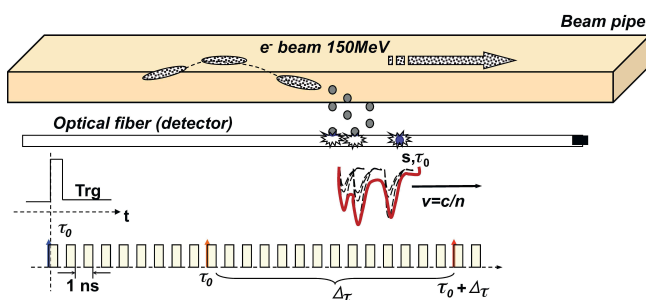 Beam pipe
e- beam 150MeV
Optical fiber (detector)
s,τ0
Trg
t
v=c/n
τ0
τ0
τ0 + Δτ
1 ns
Δτ